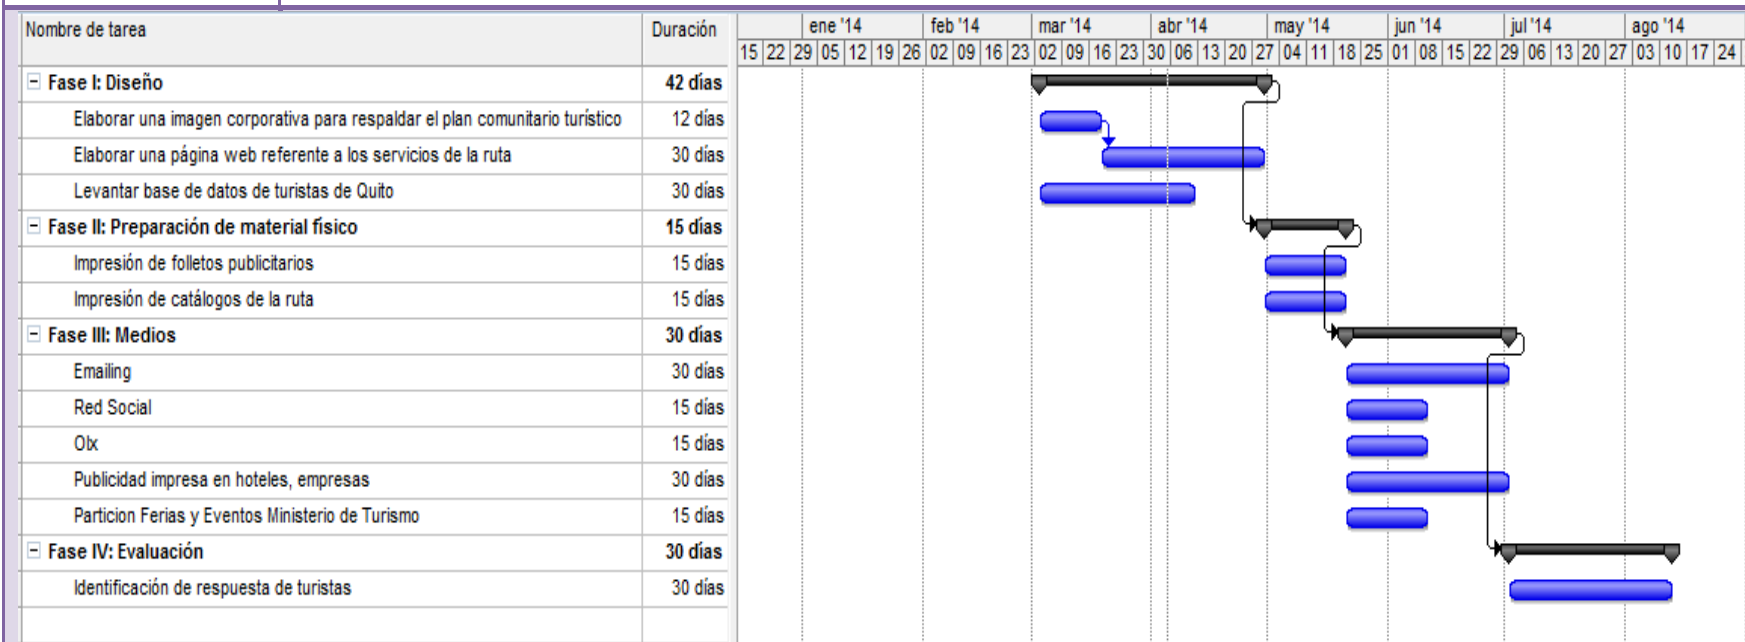 Nombre de tarea Duración ene '14 feb '14 mar '14 abr '14 may '14 jun '14 jul '14 ago '14
15 22 29 05 12 19 26 02 09 16 23 02 09 16 23 30 06 13 20 27 04 11 18 25 01 08 15 22 29 06 13 20 27 03 10 17 24
Fase I: Diseño 42 días
Elaborar una imagen corporativa para respaldar el plan comunitario turístico 12 días
Elaborar una página web referente a los servicios de la ruta 30 días
Levantar base de datos de turistas de Quito 30 días
Fase II: Preparación de material físico 15 días
Impresión de folletos publicitarios 15 días
Impresión de catálogos de la ruta 15 días
Fase III: Medios 30 días
Emailing 30 días
Red Social 15 días
Olx 15 días
Publicidad impresa en hoteles, empresas 30 días
Particion Ferias y Eventos Ministerio de Turismo 15 días
Fase IV: Evaluación 30 días
Identificación de respuesta de turistas 30 días